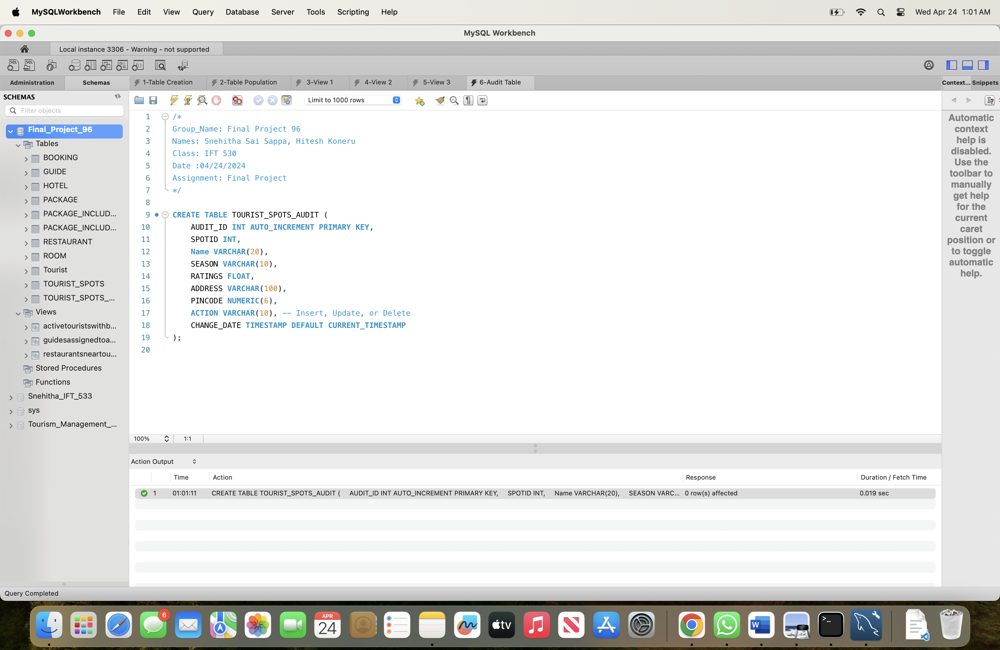 MySQLWorkbench File Edit View Query Database Server Tools Scripting Help Wed Apr 24 1:01 AM
MySQL Workbench
Local instance 3306 - Warning - not supported
Administration Schemas 1-Table Creation 2-Table Population 3-View 1 4-View 2 5-View 3 6-Audit Table Context... Snippets
SCHEMAS
Limit to 1000 rows
Filter objects
Final_Project_96
Tables
BOOKING
GUIDE
HOTEL
PACKAGE
PACKAGE_INCLUD...
PACKAGE_INCLUD...
RESTAURANT
ROOM
Tourist
TOURIST_SPOTS
TOURIST_SPOTS_...
Views
activetouristswithb...
guidesassignedtoa...
restaurantsneartou...
Stored Procedures
Functions
Snehitha_IFT_533
sys
Tourism_Management_...
1 /*
2 Group_Name: Final Project 96
3 Names: Snehitha Sai Sappa, Hitesh Koneru
4 Class: IFT 530
5 Date :04/24/2024
6 Assignment: Final Project
7 */
8
9 CREATE TABLE TOURIST_SPOTS_AUDIT (
10 AUDIT_ID INT AUTO_INCREMENT PRIMARY KEY,
11 SPOTID INT,
12 Name VARCHAR(20),
13 SEASON VARCHAR(10),
14 RATINGS FLOAT,
15 ADDRESS VARCHAR(100),
16 PINCODE NUMERIC(6),
17 ACTION VARCHAR(10), -- Insert, Update, or Delete
18 CHANGE_DATE TIMESTAMP DEFAULT CURRENT_TIMESTAMP
19 );
20
Automatic
context
help is
disabled.
Use the
toolbar to
manually
get help
for the
current
caret
position or
to toggle
automatic
help.
100% 1:1
Action Output
Time Action Response Duration / Fetch Time
1 01:01:11 CREATE TABLE TOURIST_SPOTS_AUDIT ( AUDIT_ID INT AUTO_INCREMENT PRIMARY KEY, SPOTID INT, Name VARCHAR(20), SEASON VARC... 0 row(s) affected 0.019 sec
Query Completed
6
APR
24
tv
W